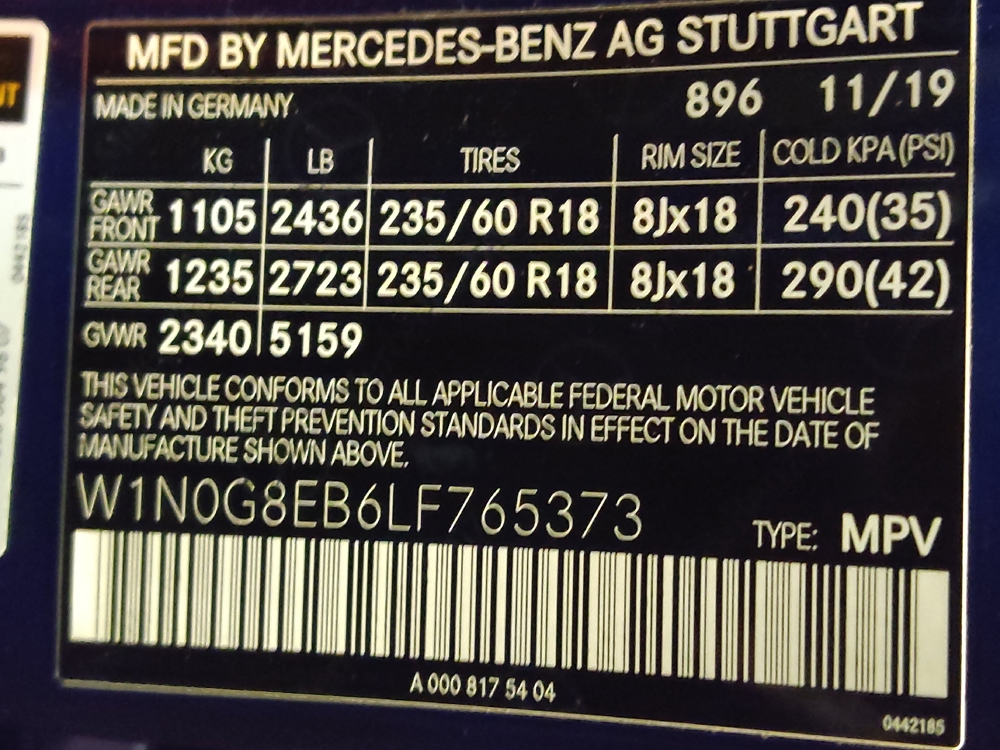 MFD BY MERCEDES-BENZ AG STUTTGART
MADE IN GERMANY 896 11/19
KG LB TIRES RIM SIZE COLD KPA (PSI)
GAWR FRONT 1105 2436 235/60 R18 8Jx18 240(35)
GAWR REAR 1235 2723 235/60 R18 8Jx18 290(42)
GVWR 2340 5159
THIS VEHICLE CONFORMS TO ALL APPLICABLE FEDERAL MOTOR VEHICLE
SAFETY AND THEFT PREVENTION STANDARDS IN EFFECT ON THE DATE OF
MANUFACTURE SHOWN ABOVE.
W1N0G8EB6LF765373 TYPE: MPV
A 000 817 54 04
0442185